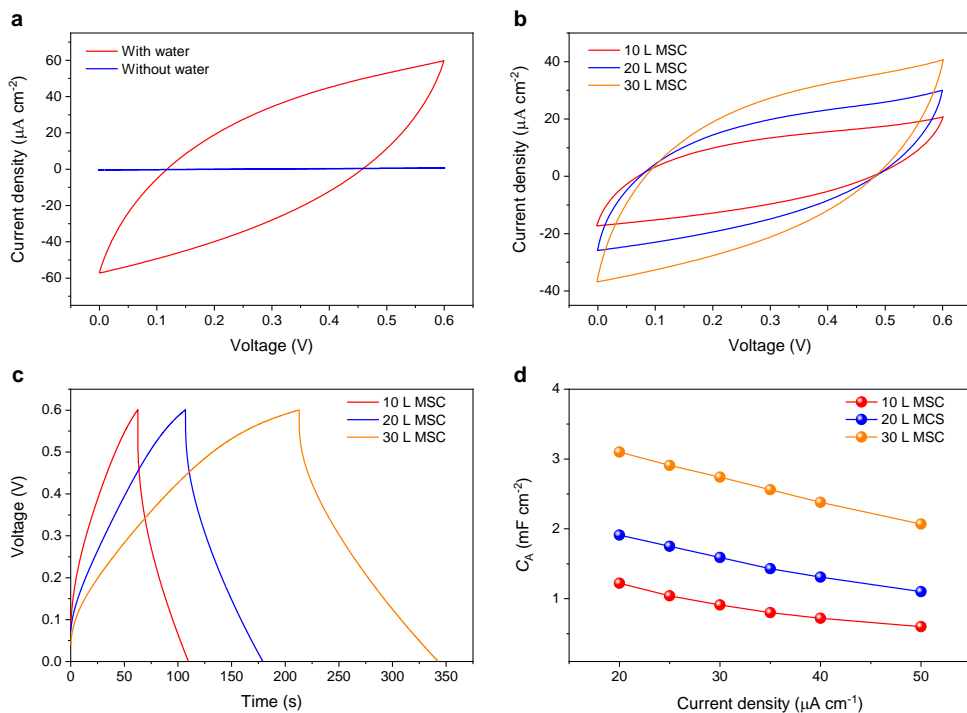 a
60
40
20
0
-20
-40
-60
Current density (μA cm⁻²)
With water
Without water
0.0 0.1 0.2 0.3 0.4 0.5 0.6
Voltage (V)
b
40
20
0
-20
-40
Current density (μA cm⁻²)
10 L MSC
20 L MSC
30 L MSC
0.0 0.1 0.2 0.3 0.4 0.5 0.6
Voltage (V)
c
0.6
0.5
0.4
0.3
0.2
0.1
0.0
Voltage (V)
10 L MSC
20 L MSC
30 L MSC
0 50 100 150 200 250 300 350
Time (s)
d
4
3
2
1
C_A (mF cm⁻²)
10 L MSC
20 L MCS
30 L MSC
20 30 40 50
Current density (μA cm⁻¹)